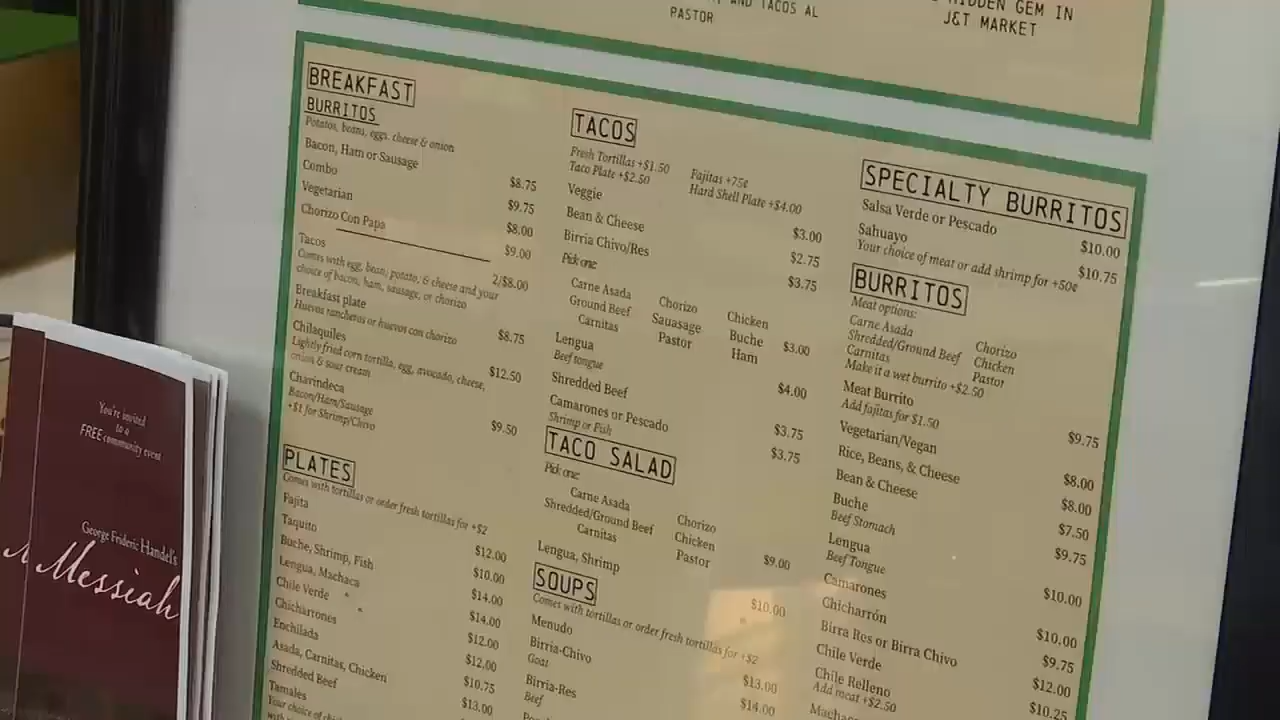 AND TACOS AL
PASTOR
HIDDEN GEM IN
J&T MARKET
BREAKFAST
BURRITOS
Potatos, beans, eggs, cheese & onion
Bacon, Ham or Sausage $8.75
Combo $9.75
Vegetarian $8.00
Chorizo Con Papa $9.00
Tacos 2/$8.00
Comes with egg, bean, potato, & cheese and your
choice of bacon, ham, sausage, or chorizo
Breakfast plate $8.75
Huevos rancheros or huevos con chorizo
Chilaquiles $12.50
Lightly fried corn tortilla, egg, avocado, cheese,
onion & sour cream
Charindeca $9.50
Bacon/Ham/Sausage
+$1 for Shrimp/Chivo
PLATES
Comes with tortillas or order fresh tortillas for +$2
Fajita $12.00
Taquito $10.00
Buche, Shrimp, Fish $14.00
Lengua, Machaca $14.00
Chile Verde $12.00
Chicharrones $12.00
Enchilada $10.75
Asada, Carnitas, Chicken $13.00
Shredded Beef
Tamales
Your choice of
TACOS
Fresh Tortillas +$1.50 Fajitas +75¢
Taco Plate +$2.50 Hard Shell Plate +$4.00
Veggie $3.00
Bean & Cheese $2.75
Birria Chivo/Res $3.75
Pick one:
Carne Asada Chorizo Chicken
Ground Beef Sauasage Buche $3.00
Carnitas Pastor Ham
Lengua $4.00
Beef tongue
Shredded Beef $3.75
Camarones or Pescado $3.75
Shrimp or Fish
TACO SALAD
Pick one:
Carne Asada Chorizo
Shredded/Ground Beef Chicken $9.00
Carnitas Pastor
Lengua, Shrimp $10.00
SOUPS
Comes with tortillas or order fresh tortillas for +$2
Menudo $13.00
Birria-Chivo $14.00
Goat
Birria-Res
Beef
SPECIALTY BURRITOS
Salsa Verde or Pescado $10.00
Sahuayo $10.75
Your choice of meat or add shrimp for +50¢
BURRITOS
Meat options:
Carne Asada Chorizo
Shredded/Ground Beef Chicken
Carnitas Pastor
Make it a wet burrito +$2.50
Meat Burrito $9.75
Add fajitas for $1.50
Vegetarian/Vegan $8.00
Rice, Beans, & Cheese $8.00
Bean & Cheese $7.50
Buche $9.75
Beef Stomach
Lengua $10.00
Beef Tongue
Camarones $10.00
Chicharrón $9.75
Birra Res or Birra Chivo $12.00
Chile Verde $10.25
Chile Relleno
Add meat +$2.50
You're invited
to a
FREE community event
George Frideric Handel's
Messiah